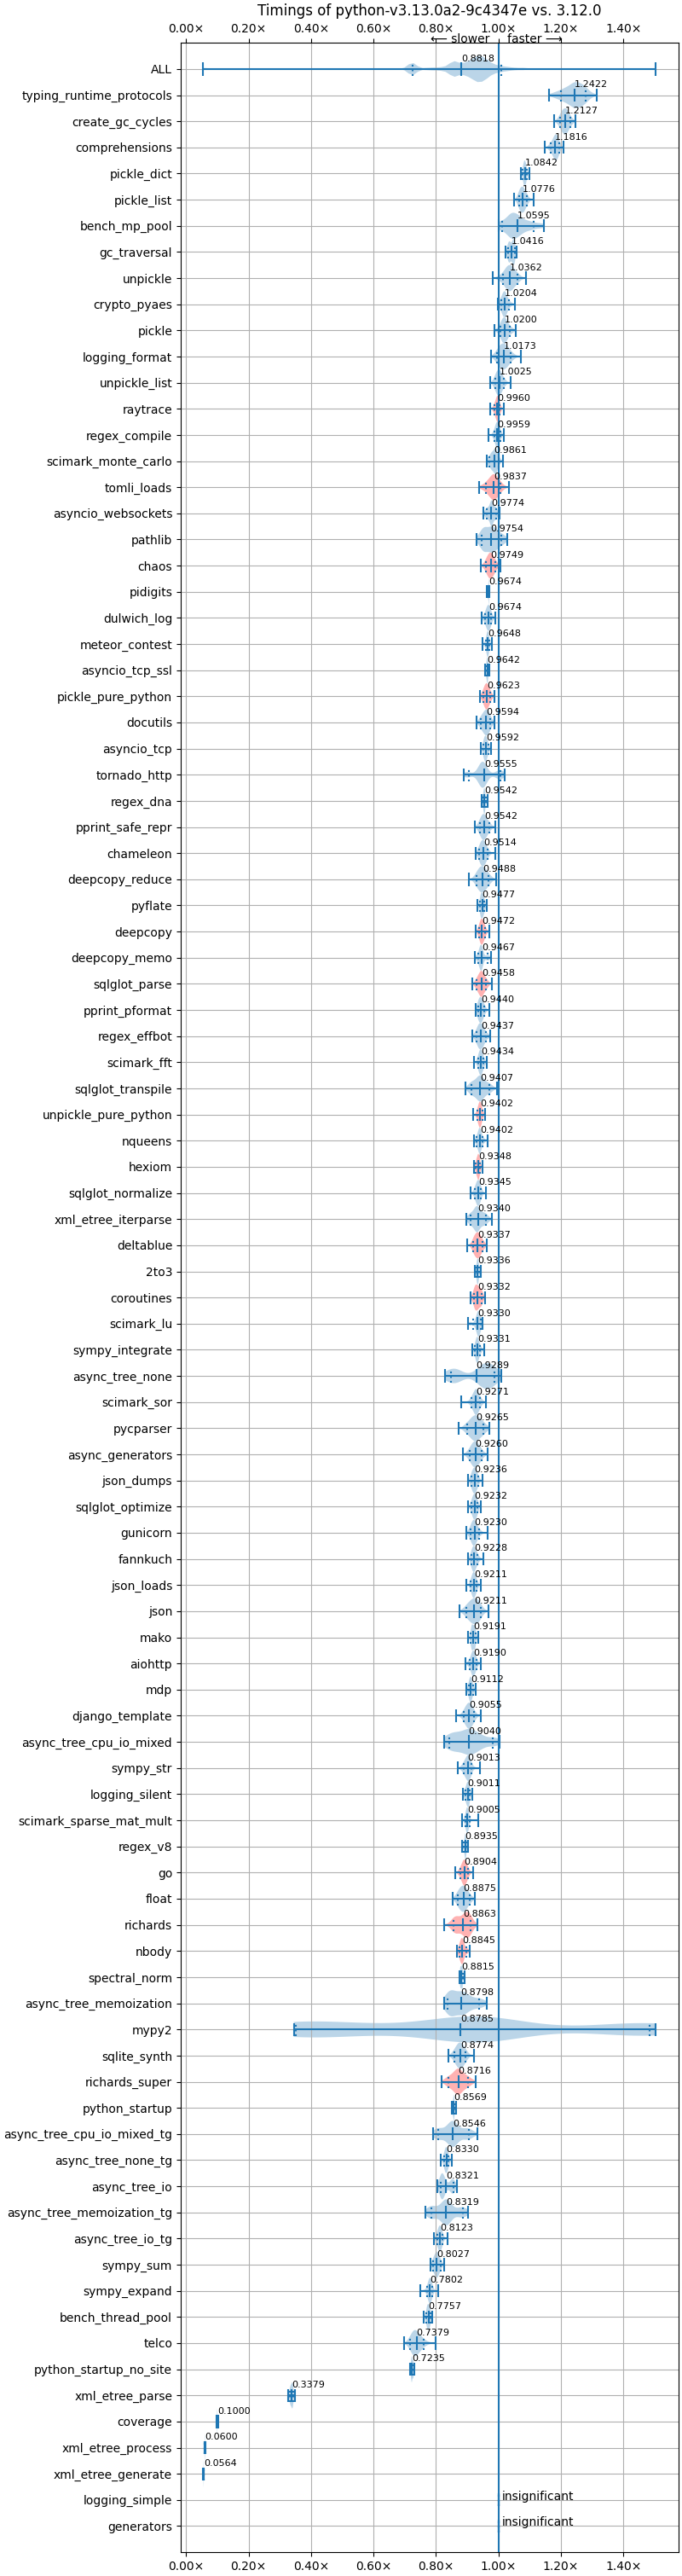 Timings of python-v3.13.0a2-9c4347e vs. 3.12.0
0.00× 0.20× 0.40× 0.60× 0.80× 1.00× 1.20× 1.40×
⟵ slower faster ⟶
ALL 0.8818
typing_runtime_protocols 1.2422
create_gc_cycles 1.2127
comprehensions 1.1816
pickle_dict 1.0842
pickle_list 1.0776
bench_mp_pool 1.0595
gc_traversal 1.0416
unpickle 1.0362
crypto_pyaes 1.0204
pickle 1.0200
logging_format 1.0173
unpickle_list 1.0025
raytrace 0.9960
regex_compile 0.9959
scimark_monte_carlo 0.9861
tomli_loads 0.9837
asyncio_websockets 0.9774
pathlib 0.9754
chaos 0.9749
pidigits 0.9674
dulwich_log 0.9674
meteor_contest 0.9648
asyncio_tcp_ssl 0.9642
pickle_pure_python 0.9623
docutils 0.9594
asyncio_tcp 0.9592
tornado_http 0.9555
regex_dna 0.9542
pprint_safe_repr 0.9542
chameleon 0.9514
deepcopy_reduce 0.9488
pyflate 0.9477
deepcopy 0.9472
deepcopy_memo 0.9467
sqlglot_parse 0.9458
pprint_pformat 0.9440
regex_effbot 0.9437
scimark_fft 0.9434
sqlglot_transpile 0.9407
unpickle_pure_python 0.9402
nqueens 0.9402
hexiom 0.9348
sqlglot_normalize 0.9345
xml_etree_iterparse 0.9340
deltablue 0.9337
2to3 0.9336
coroutines 0.9332
scimark_lu 0.9330
sympy_integrate 0.9331
async_tree_none 0.9289
scimark_sor 0.9271
pycparser 0.9265
async_generators 0.9260
json_dumps 0.9236
sqlglot_optimize 0.9232
gunicorn 0.9230
fannkuch 0.9228
json_loads 0.9211
json 0.9211
mako 0.9191
aiohttp 0.9190
mdp 0.9112
django_template 0.9055
async_tree_cpu_io_mixed 0.9040
sympy_str 0.9013
logging_silent 0.9011
scimark_sparse_mat_mult 0.9005
regex_v8 0.8935
go 0.8904
float 0.8875
richards 0.8863
nbody 0.8845
spectral_norm 0.8815
async_tree_memoization 0.8798
mypy2 0.8785
sqlite_synth 0.8774
richards_super 0.8716
python_startup 0.8569
async_tree_cpu_io_mixed_tg 0.8546
async_tree_none_tg 0.8330
async_tree_io 0.8321
async_tree_memoization_tg 0.8319
async_tree_io_tg 0.8123
sympy_sum 0.8027
sympy_expand 0.7802
bench_thread_pool 0.7757
telco 0.7379
python_startup_no_site 0.7235
xml_etree_parse 0.3379
coverage 0.1000
xml_etree_process 0.0600
xml_etree_generate 0.0564
logging_simple insignificant
generators insignificant
0.00× 0.20× 0.40× 0.60× 0.80× 1.00× 1.20× 1.40×